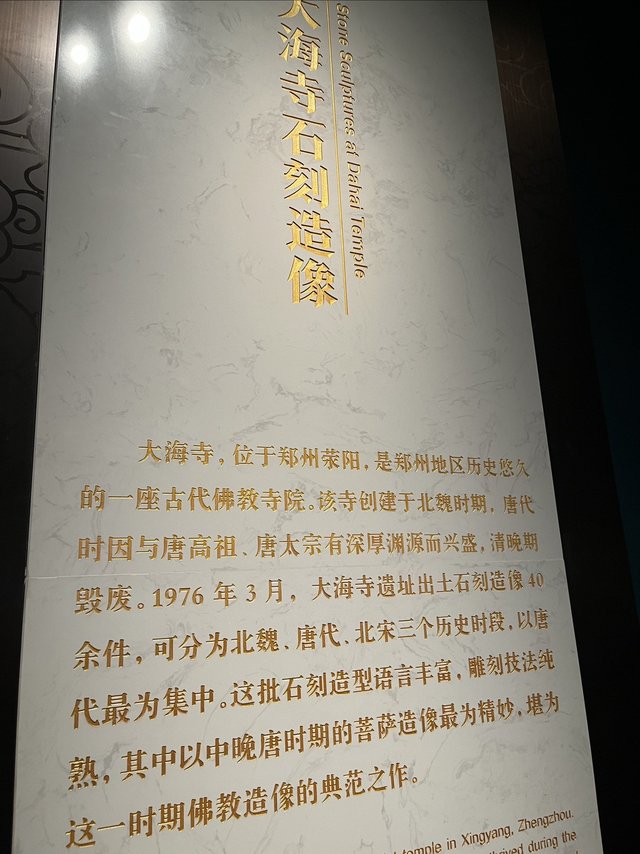 大海寺石刻造像
Stone Sculptures at Dahai Temple
大海寺，位于郑州荥阳，是郑州地区历史悠久
的一座古代佛教寺院。该寺创建于北魏时期，唐代
时因与唐高祖、唐太宗有深厚渊源而兴盛，清晚期
毁废。1976 年 3 月，大海寺遗址出土石刻造像 40
余件，可分为北魏、唐代、北宋三个历史时段，以唐
代最为集中。这批石刻造型语言丰富，雕刻技法纯
熟，其中以中晚唐时期的菩萨造像最为精妙，堪为
这一时期佛教造像的典范之作。
temple in Xingyang, Zhengzhou.
during the